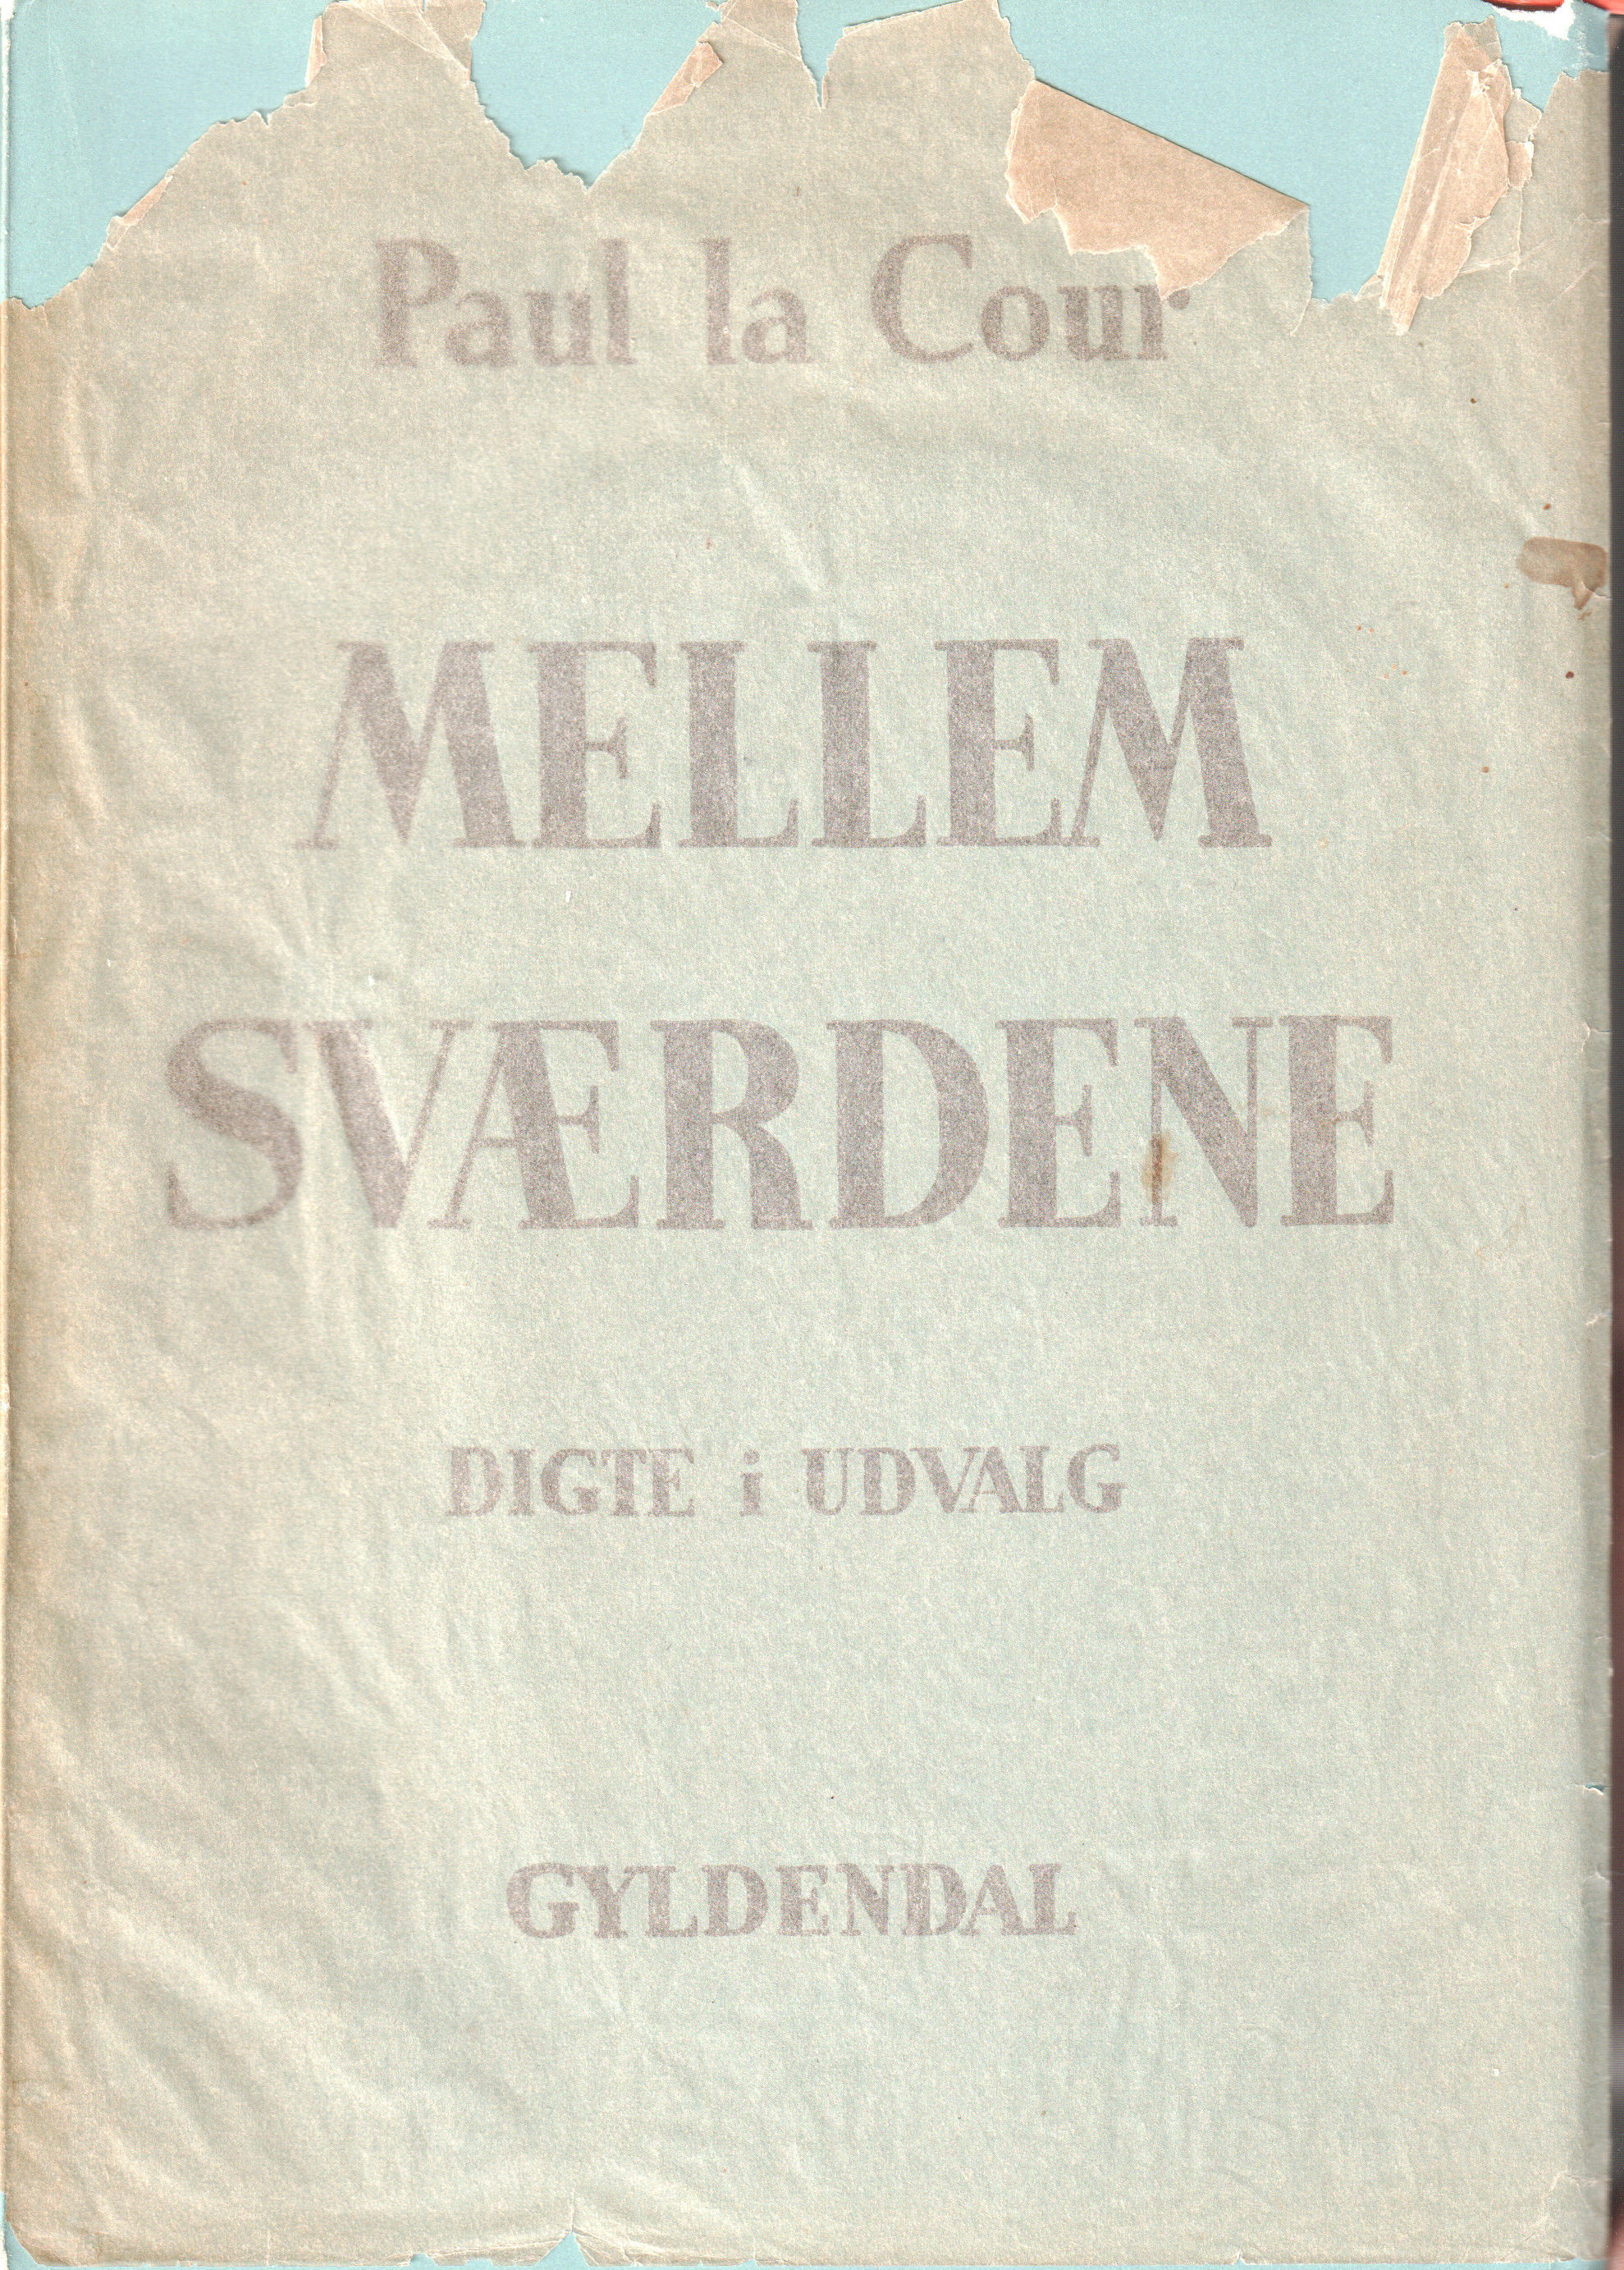 Paul la Cour
MELLEM
SVÆRDENE
DIGTE i UDVALG
GYLDENDAL